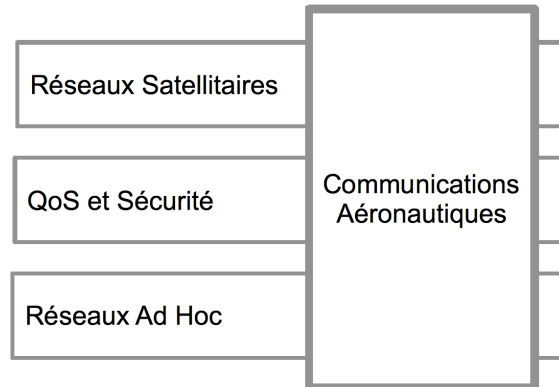 Réseaux Satellitaires
QoS et Sécurité
Communications
Aéronautiques
Réseaux Ad Hoc